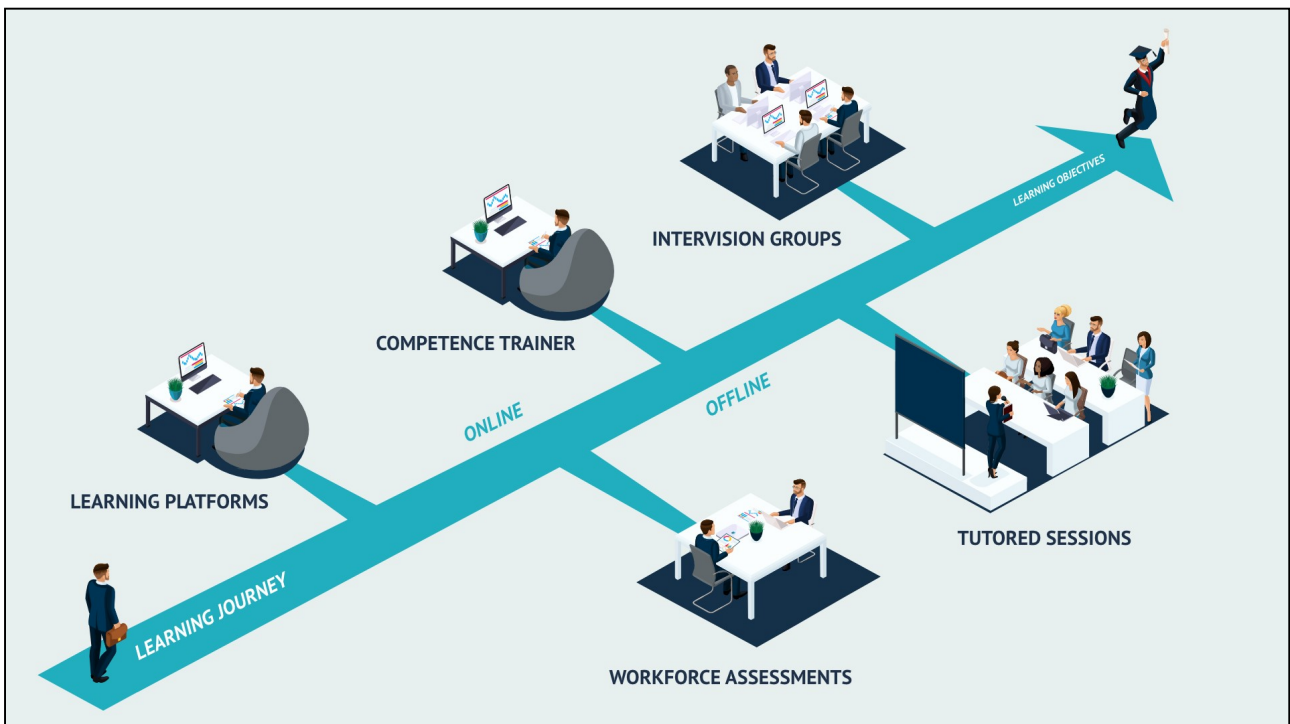 INTERVISION GROUPS
LEARNING OBJECTIVES
COMPETENCE TRAINER
ONLINE
OFFLINE
LEARNING PLATFORMS
TUTORED SESSIONS
LEARNING JOURNEY
WORKFORCE ASSESSMENTS